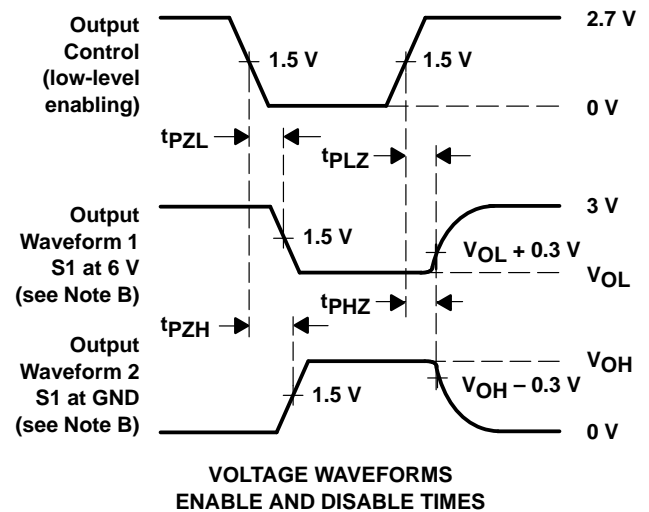 Output
Control
(low-level
enabling)
2.7 V
1.5 V
1.5 V
0 V
tPZL
tPLZ
Output
Waveform 1
S1 at 6 V
(see Note B)
3 V
1.5 V
VOL + 0.3 V
VOL
tPHZ
tPZH
Output
Waveform 2
S1 at GND
(see Note B)
VOH
1.5 V
VOH – 0.3 V
0 V
VOLTAGE WAVEFORMS
ENABLE AND DISABLE TIMES